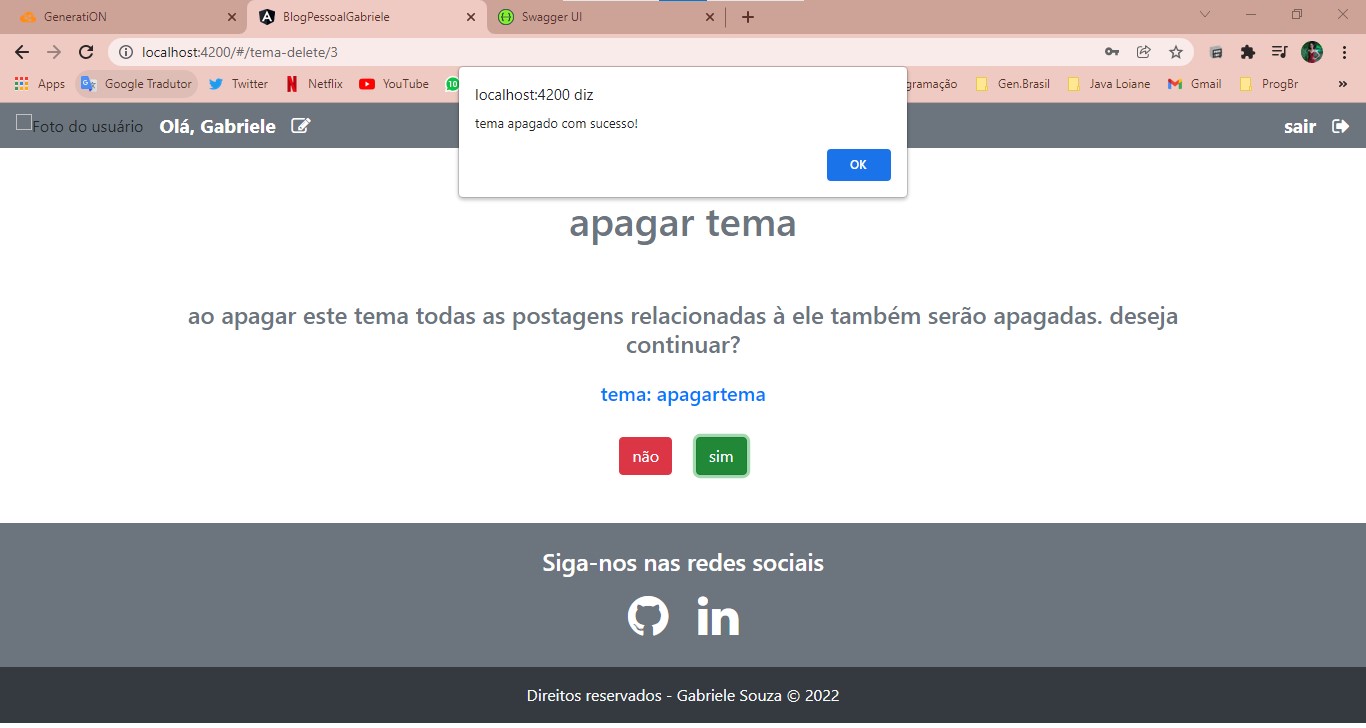 GeneratiON
BlogPessoalGabriele
Swagger UI
localhost:4200/#/tema-delete/3
Apps
Google Tradutor
Twitter
Netflix
YouTube
10
gramação
Gen.Brasil
Java Loiane
Gmail
ProgBr
»
localhost:4200 diz
tema apagado com sucesso!
OK
Foto do usuário
Olá, Gabriele
sair
apagar tema
ao apagar este tema todas as postagens relacionadas à ele também serão apagadas. deseja
continuar?
tema: apagartema
não
sim
Siga-nos nas redes sociais
in
Direitos reservados - Gabriele Souza © 2022